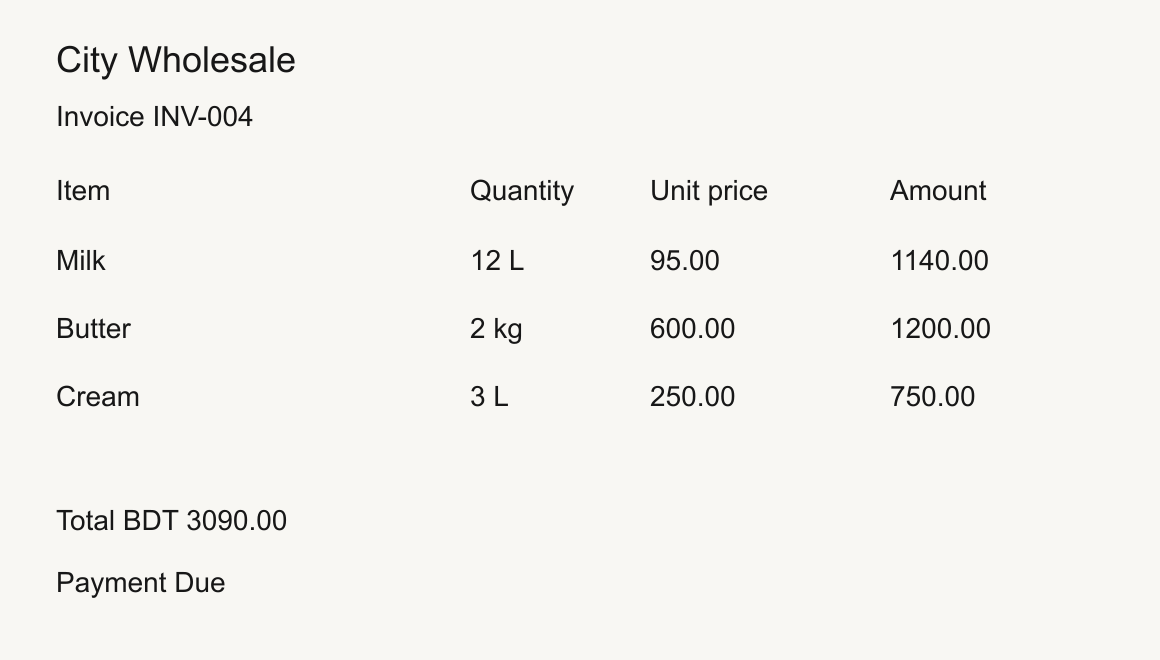 City Wholesale
Invoice INV-004
Item Quantity Unit price Amount
Milk 12 L 95.00 1140.00
Butter 2 kg 600.00 1200.00
Cream 3 L 250.00 750.00
Total BDT 3090.00
Payment Due